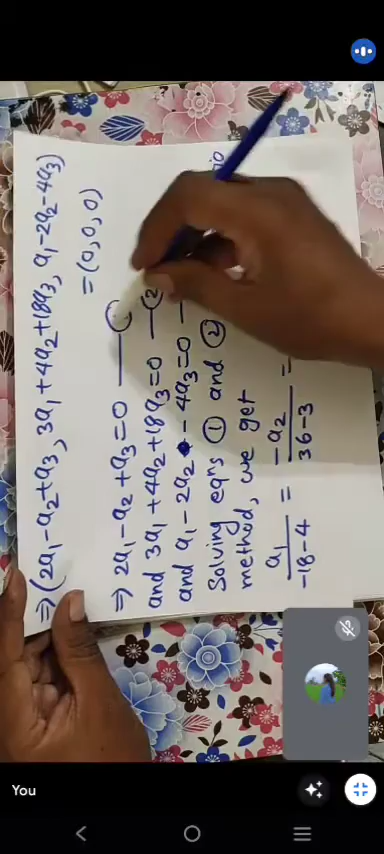 ⇒ (2a₁-a₂+a₃, 3a₁+4a₂+18a₃, a₁-2a₂-4a₃)
= (0,0,0)
⇒ 2a₁-a₂+a₃=0 —
and 3a₁+4a₂+18a₃=0 —(2
and a₁-2a₂-4a₃=0 —
Solving eqns ① and ②
method, we get
a₁/-18-4 = -a₂/36-3 =
You